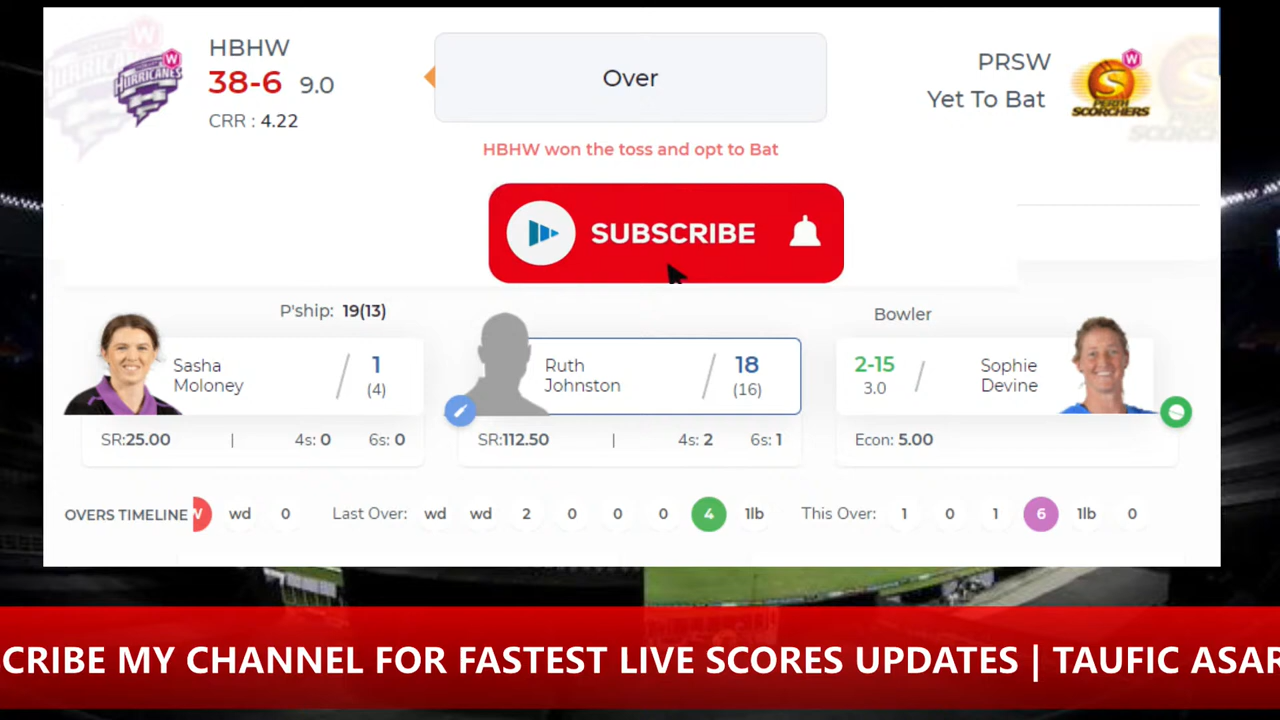 HBHW
38-6 9.0
CRR : 4.22
Over
PRSW
Yet To Bat
W
HURRICANES
W
PERTH
SCORCHERS
HBHW won the toss and opt to Bat
SUBSCRIBE
P'ship: 19(13)
Bowler
Sasha Moloney
1
(4)
Ruth Johnston
18
(16)
2-15
3.0
Sophie Devine
SR:25.00 | 4s: 0 6s: 0
SR:112.50 | 4s: 2 6s: 1
Econ: 5.00
OVERS TIMELINE W wd 0 Last Over: wd wd 2 0 0 0 4 1lb This Over: 1 0 1 6 1lb 0
CRIBE MY CHANNEL FOR FASTEST LIVE SCORES UPDATES | TAUFIC ASAR